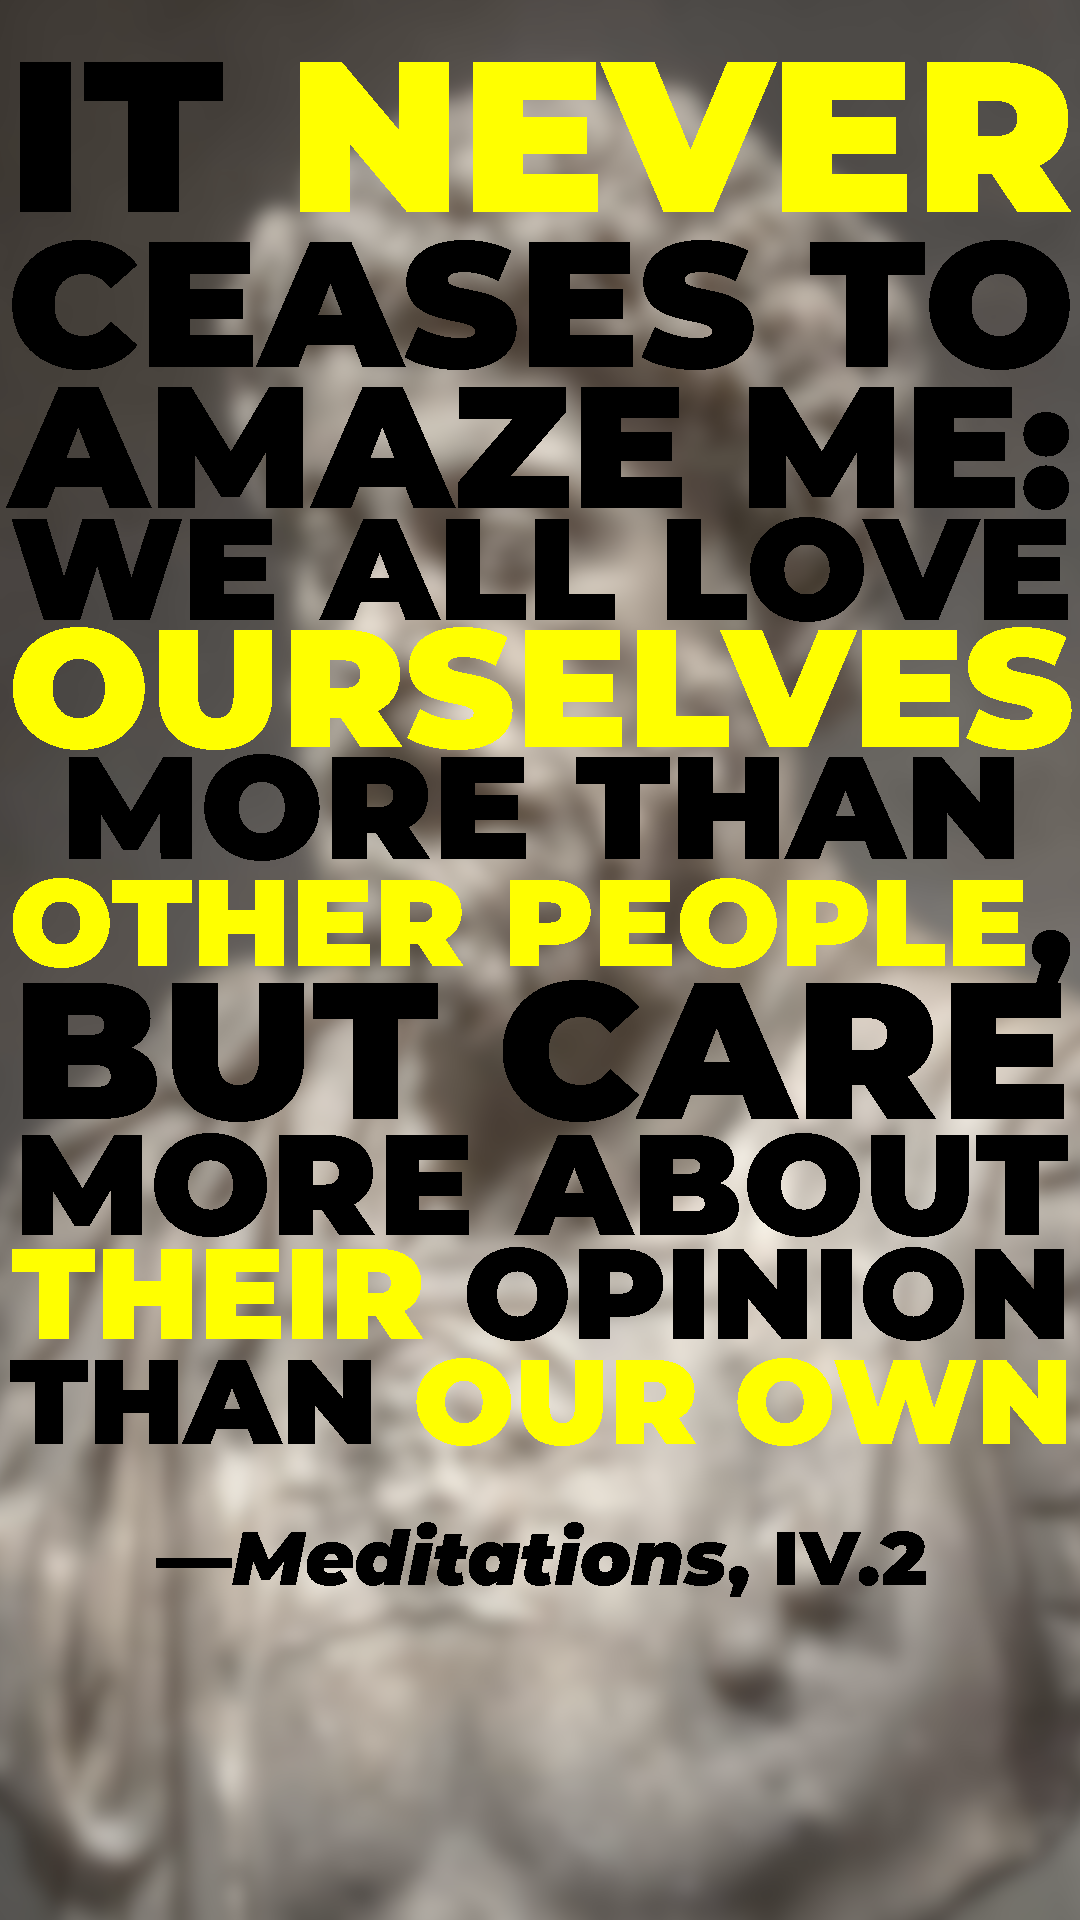 IT NEVER
CEASES TO
AMAZE ME:
WE ALL LOVE
OURSELVES
MORE THAN
OTHER PEOPLE,
BUT CARE
MORE ABOUT
THEIR OPINION
THAN OUR OWN
—Meditations, IV.2